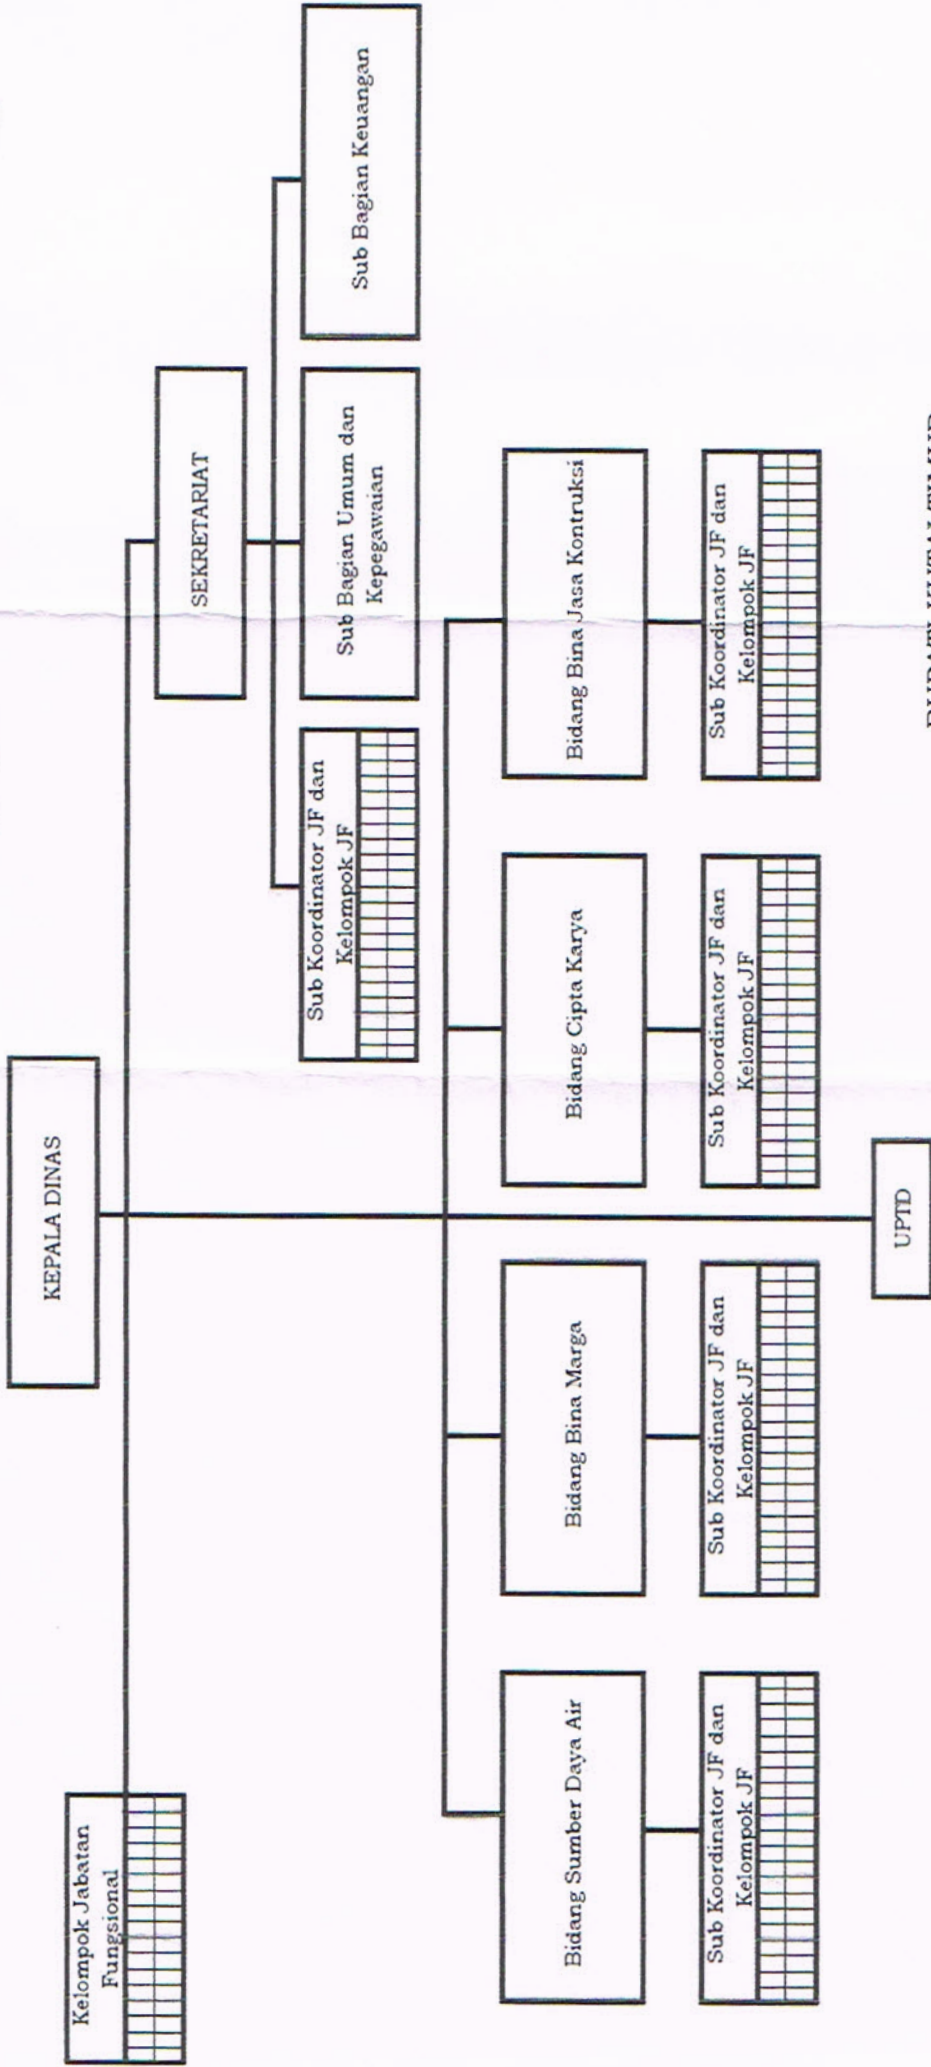 KEPALA DINAS
Kelompok Jabatan
Fungsional
SEKRETARIAT
Sub Koordinator JF dan
Kelompok JF
Sub Bagian Umum dan
Kepegawaian
Sub Bagian Keuangan
Bidang Sumber Daya Air
Bidang Bina Marga
Bidang Cipta Karya
Bidang Bina Jasa Kontruksi
Sub Koordinator JF dan
Kelompok JF
Sub Koordinator JF dan
Kelompok JF
Sub Koordinator JF dan
Kelompok JF
Sub Koordinator JF dan
Kelompok JF
UPTD